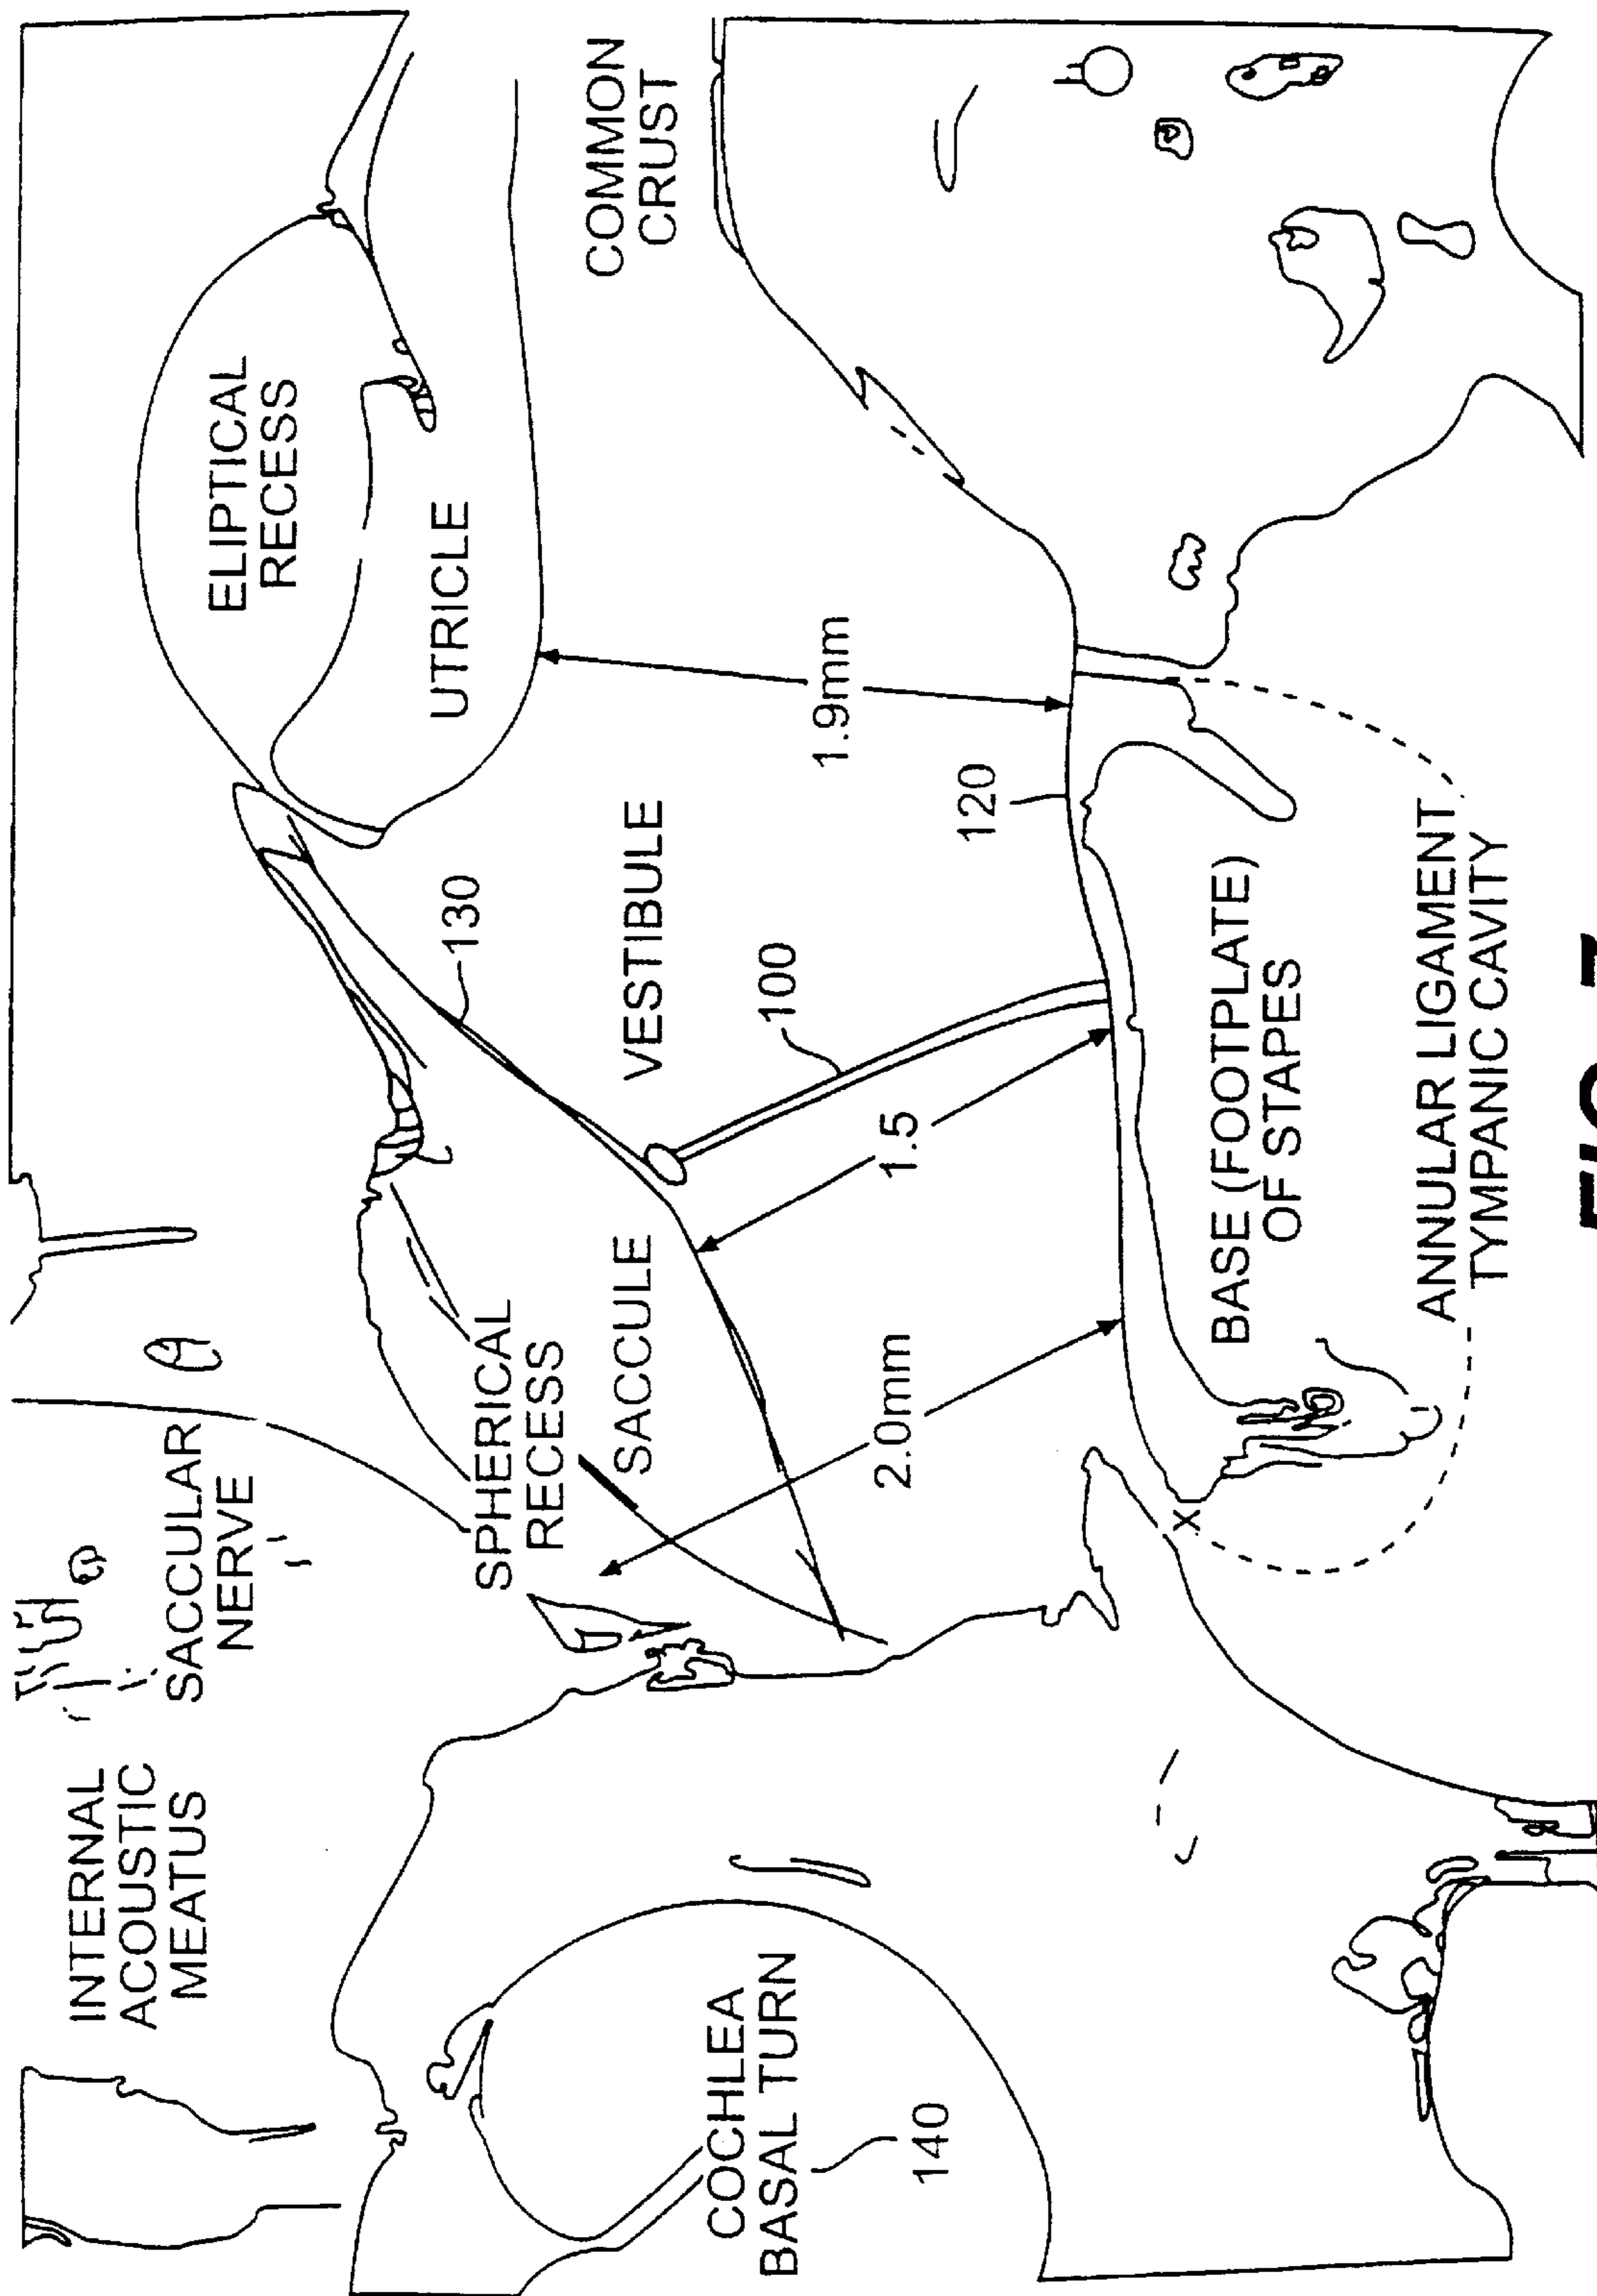 INTERNAL
ACOUSTIC
MEATUS
SACCULAR
NERVE
ELIPTICAL
RECESS
UTRICLE
130
SPHERICAL
RECESS
SACCULE
VESTIBULE
COMMON
CRUST
COCHLEA
BASAL TURN
140
100
1.9mm
2.0mm
1.5
120
X
BASE (FOOTPLATE)
OF STAPES
ANNULAR LIGAMENT
TYMPANIC CAVITY